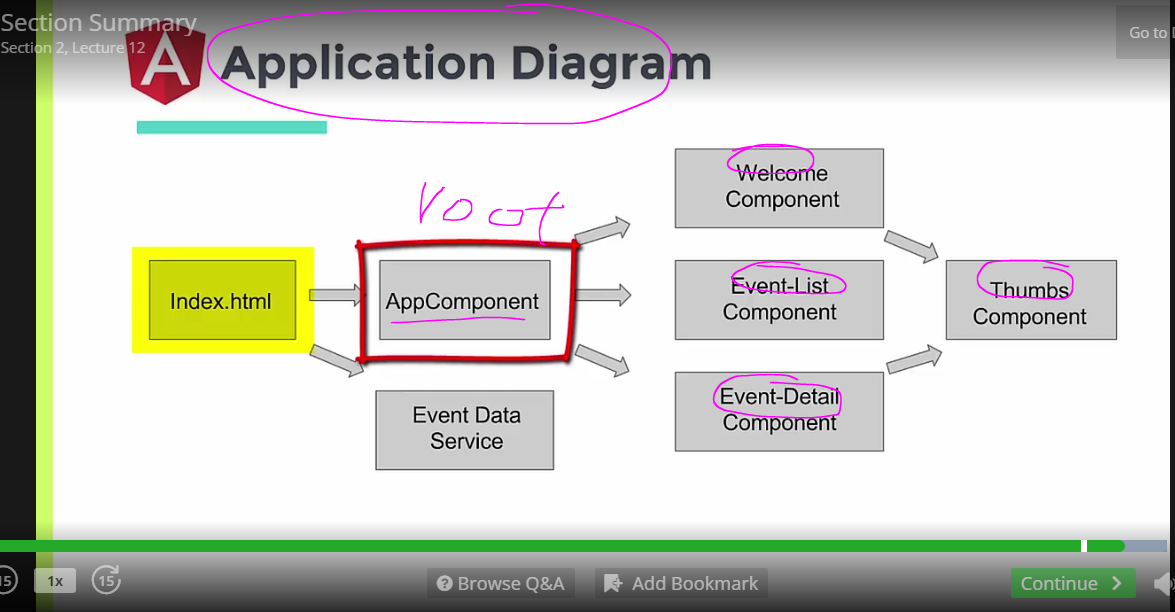 Section Summary
Section 2, Lecture 12
Go to
A
Application Diagram
root
Welcome
Component
Index.html
AppComponent
Event-List
Component
Thumbs
Component
Event Data
Service
Event-Detail
Component
15
1x
15
Browse Q&A
Add Bookmark
Continue